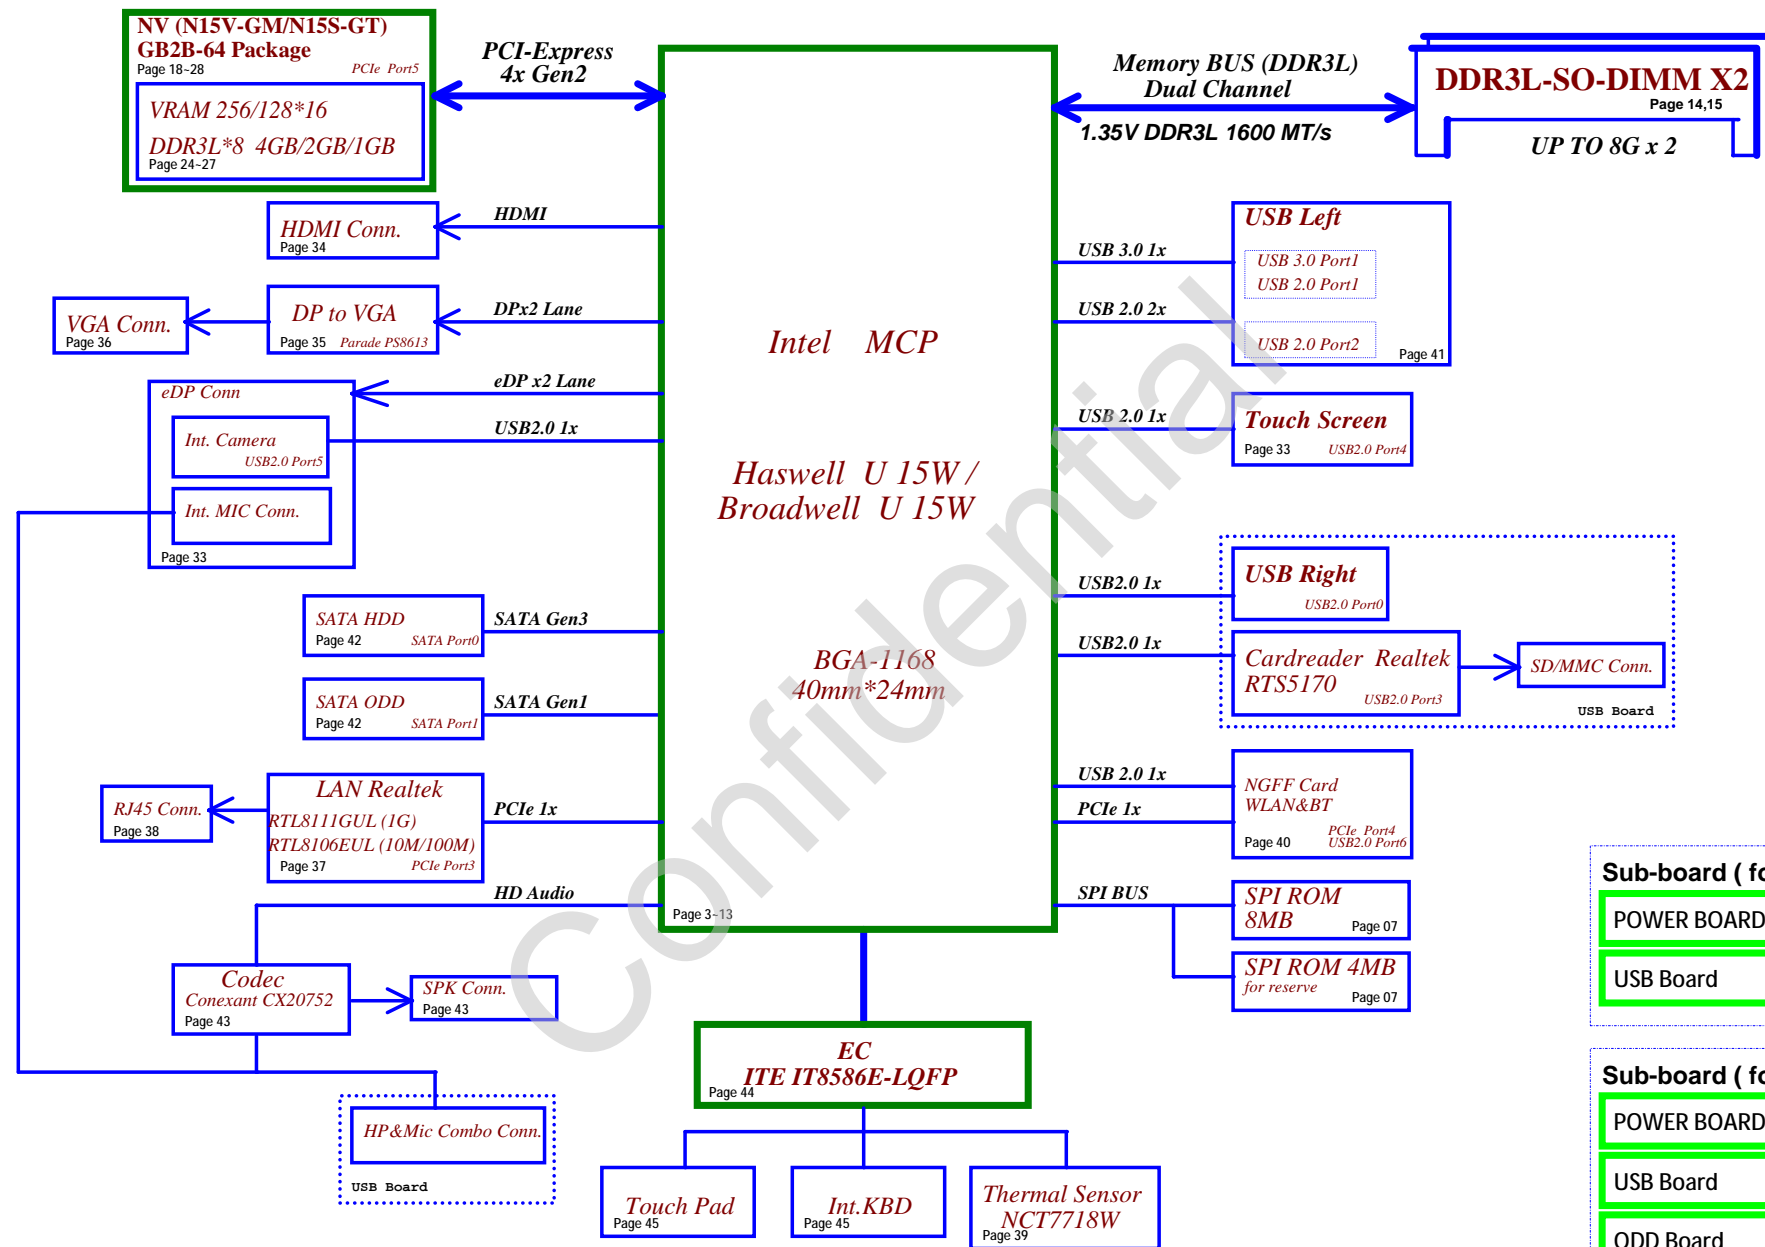 NV (N15V-GM/N15S-GT)
GB2B-64 Package
Page 18~28
PCIe Port5
VRAM 256/128*16
DDR3L*8 4GB/2GB/1GB
Page 24~27
PCI-Express
4x Gen2
Memory BUS (DDR3L)
Dual Channel
1.35V DDR3L 1600 MT/s
DDR3L-SO-DIMM X2
Page 14,15
UP TO 8G x 2
HDMI Conn.
Page 34
HDMI
VGA Conn.
Page 36
DP to VGA
Page 35
Parade PS8613
DPx2 Lane
eDP Conn
eDP x2 Lane
Int. Camera
USB2.0 Port5
USB2.0 1x
Int. MIC Conn.
Page 33
SATA HDD
Page 42
SATA Port0
SATA Gen3
SATA ODD
Page 42
SATA Port1
SATA Gen1
RJ45 Conn.
Page 38
LAN Realtek
RTL8111GUL (1G)
RTL8106EUL (10M/100M)
Page 37
PCIe Port3
PCIe 1x
HD Audio
Codec
Conexant CX20752
Page 43
SPK Conn.
Page 43
HP&Mic Combo Conn.
USB Board
Intel MCP
Haswell U 15W /
Broadwell U 15W
BGA-1168
40mm*24mm
Page 3~13
EC
ITE IT8586E-LQFP
Page 44
Touch Pad
Page 45
Int.KBD
Page 45
Thermal Sensor
NCT7718W
Page 39
USB 3.0 1x
USB 2.0 2x
USB Left
USB 3.0 Port1
USB 2.0 Port1
USB 2.0 Port2
Page 41
USB 2.0 1x
Touch Screen
Page 33
USB2.0 Port4
USB2.0 1x
USB Right
USB2.0 Port0
USB2.0 1x
Cardreader Realtek
RTS5170
USB2.0 Port3
SD/MMC Conn.
USB Board
USB 2.0 1x
PCIe 1x
NGFF Card
WLAN&BT
PCIe Port4
Page 40
USB2.0 Port6
SPI BUS
SPI ROM
8MB
Page 07
SPI ROM 4MB
for reserve
Page 07
Sub-board ( fo
POWER BOARD
USB Board
Sub-board ( fo
POWER BOARD
USB Board
ODD Board
Confidential